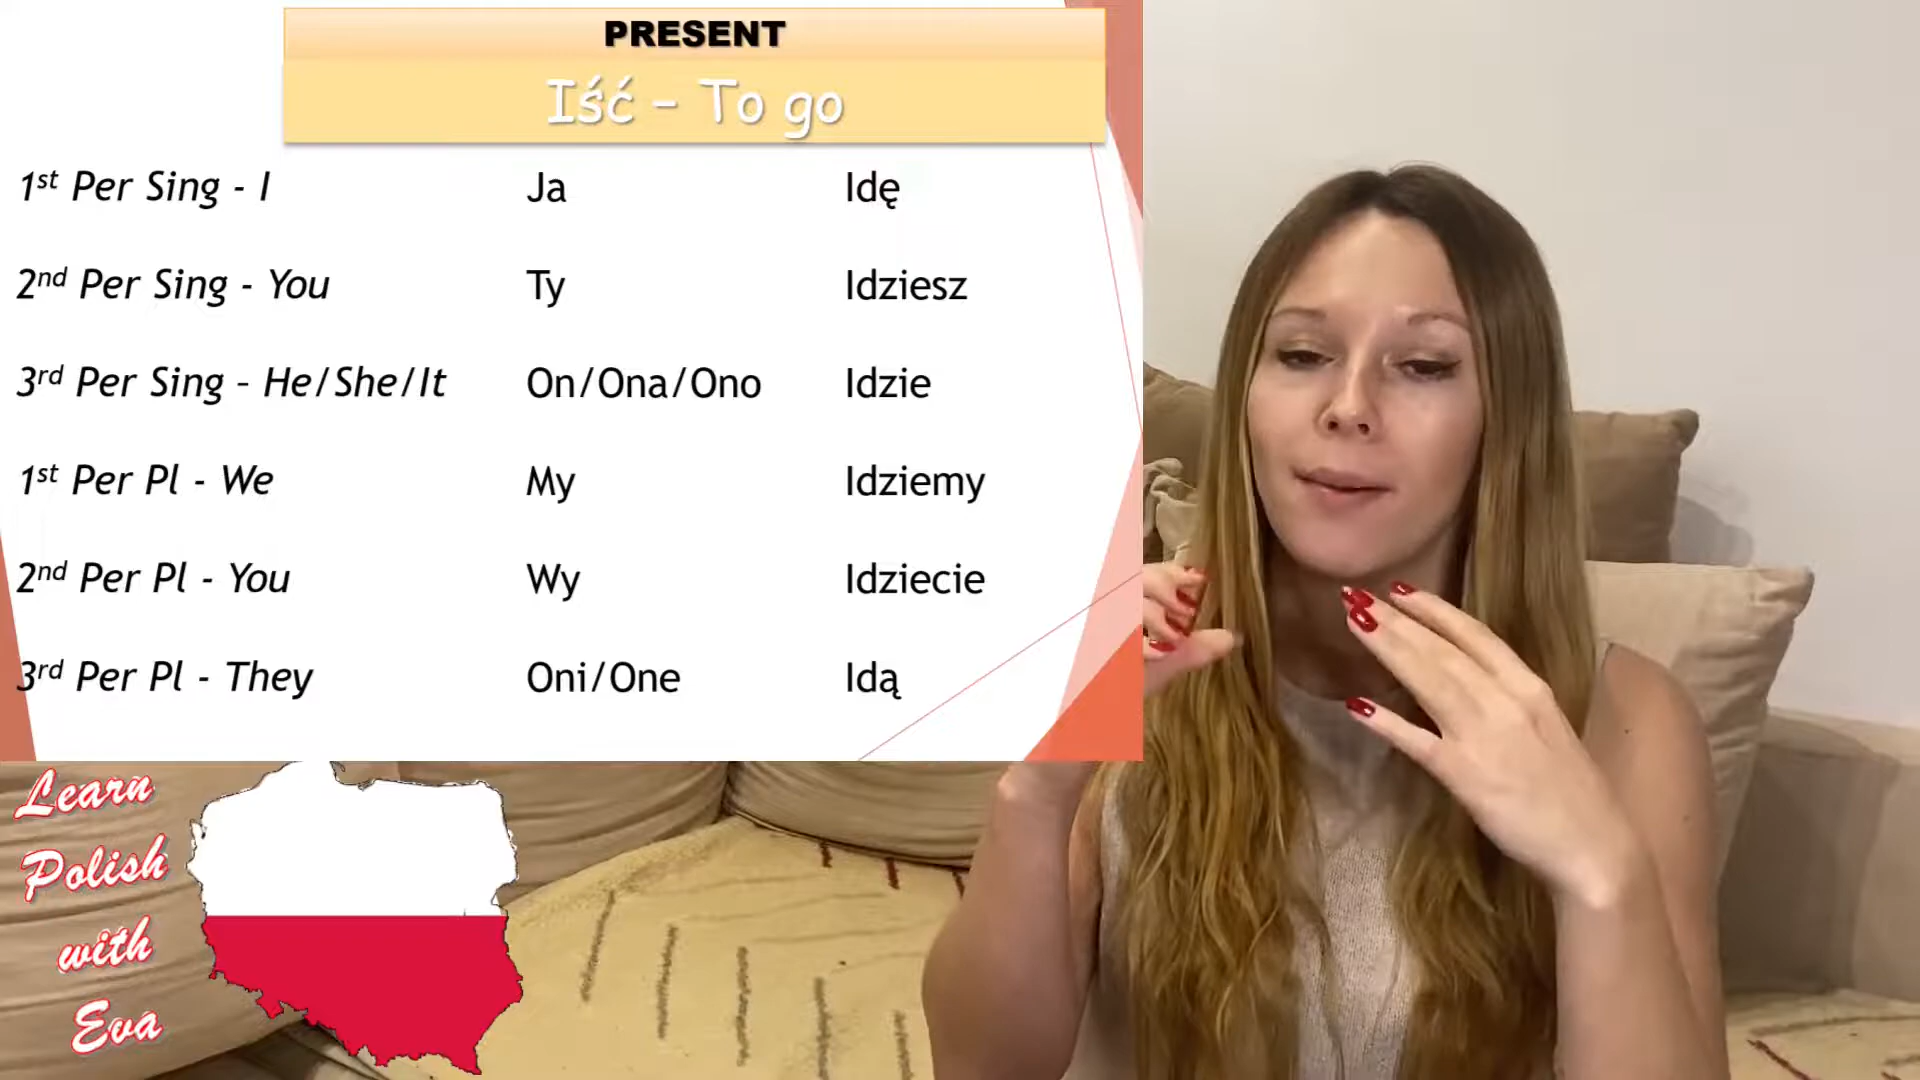 PRESENT
Iść – To go
1st Per Sing - I Ja Idę
2nd Per Sing - You Ty Idziesz
3rd Per Sing – He/She/It On/Ona/Ono Idzie
1st Per Pl - We My Idziemy
2nd Per Pl - You Wy Idziecie
3rd Per Pl - They Oni/One Idą
Learn
Polish
with
Eva